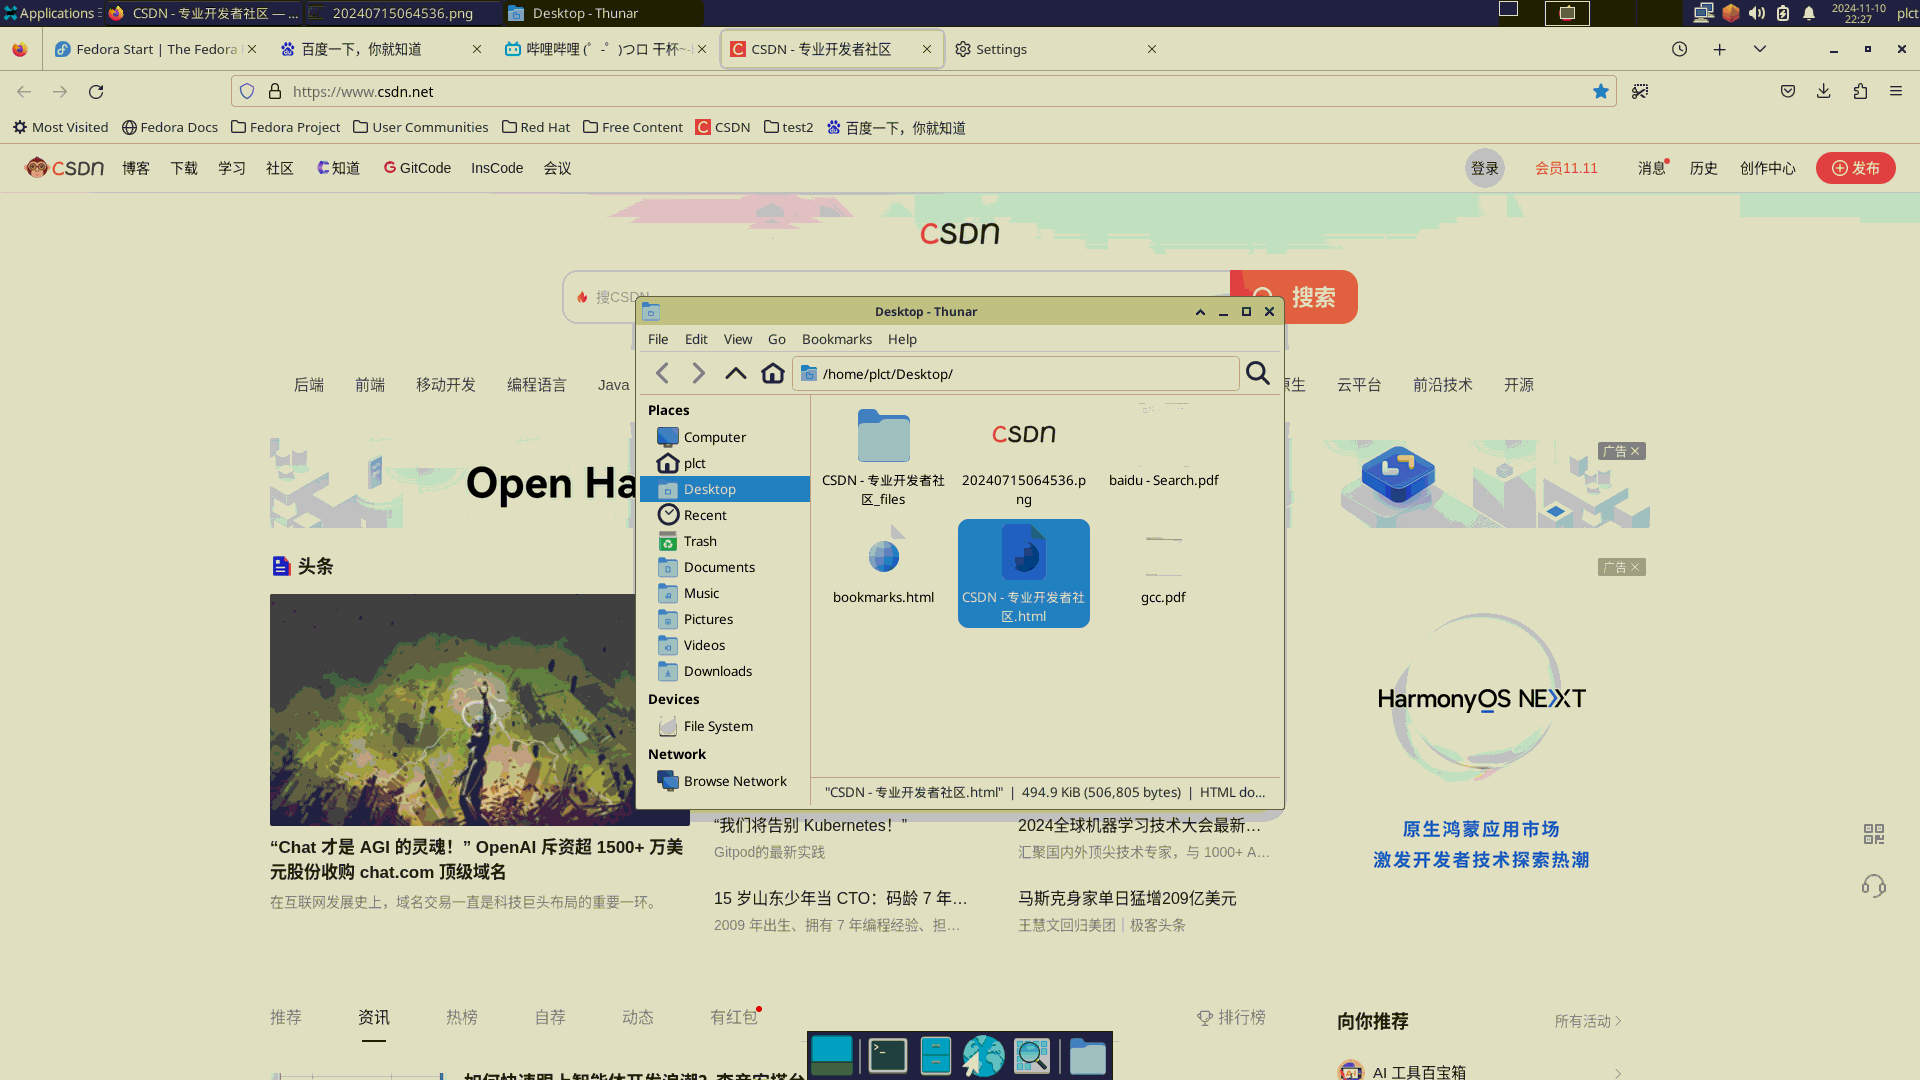 Applications
CSDN - 专业开发者社区 — ...
20240715064536.png
Desktop - Thunar
2024-11-10
22:27
plct
Fedora Start | The Fedora
百度一下，你就知道
哔哩哔哩 (゜-゜)つロ 干杯~-
CSDN - 专业开发者社区
Settings
https://www.csdn.net
Most Visited
Fedora Docs
Fedora Project
User Communities
Red Hat
Free Content
CSDN
test2
百度一下，你就知道
CSDN
博客
下载
学习
社区
C知道
GitCode
InsCode
会议
登录
会员11.11
消息
历史
创作中心
发布
CSDN
搜CSDN
搜索
后端
前端
移动开发
编程语言
Java
云平台
前沿技术
开源
Open Ha
广告
头条
广告
HarmonyOS NEXT
原生鸿蒙应用市场
激发开发者技术探索热潮
Desktop - Thunar
File
Edit
View
Go
Bookmarks
Help
/home/plct/Desktop/
Places
Computer
plct
Desktop
Recent
Trash
Documents
Music
Pictures
Videos
Downloads
Devices
File System
Network
Browse Network
CSDN - 专业开发者社
区_files
CSDN
20240715064536.p
ng
baidu - Search.pdf
bookmarks.html
CSDN - 专业开发者社
区.html
gcc.pdf
"CSDN - 专业开发者社区.html" | 494.9 KiB (506,805 bytes) | HTML do...
“Chat 才是 AGI 的灵魂！” OpenAI 斥资超 1500+ 万美
元股份收购 chat.com 顶级域名
在互联网发展史上，域名交易一直是科技巨头布局的重要一环。
“我们将告别 Kubernetes！”
Gitpod的最新实践
2024全球机器学习技术大会最新…
汇聚国内外顶尖技术专家，与 1000+ A…
15 岁山东少年当 CTO：码龄 7 年…
2009 年出生、拥有 7 年编程经验、担…
马斯克身家单日猛增209亿美元
王慧文回归美团｜极客头条
推荐
资讯
热榜
自荐
动态
有红包
排行榜
向你推荐
所有活动
AI 工具百宝箱